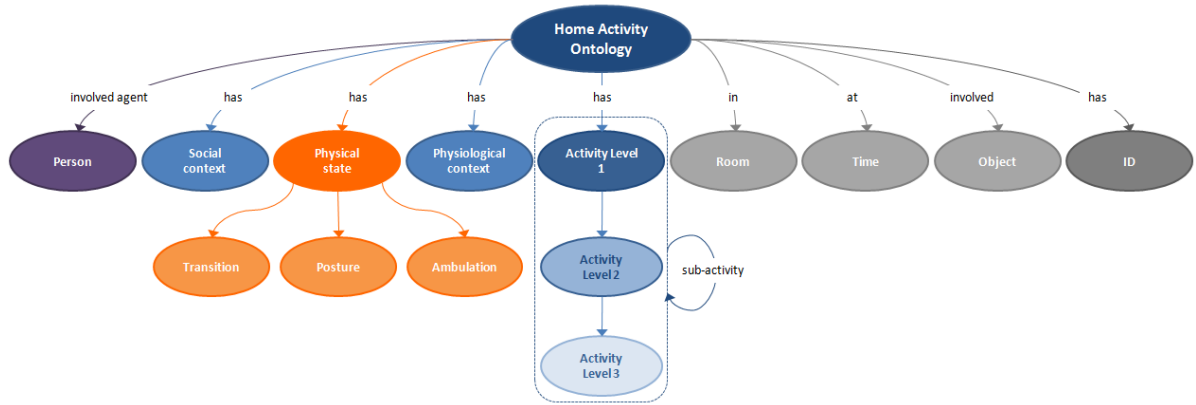 Home Activity
Ontology
involved agent
has
has
has
has
in
at
involved
has
Person
Social
context
Physical
state
Physiological
context
Activity Level
1
Room
Time
Object
ID
Transition
Posture
Ambulation
Activity
Level 2
sub-activity
Activity
Level 3